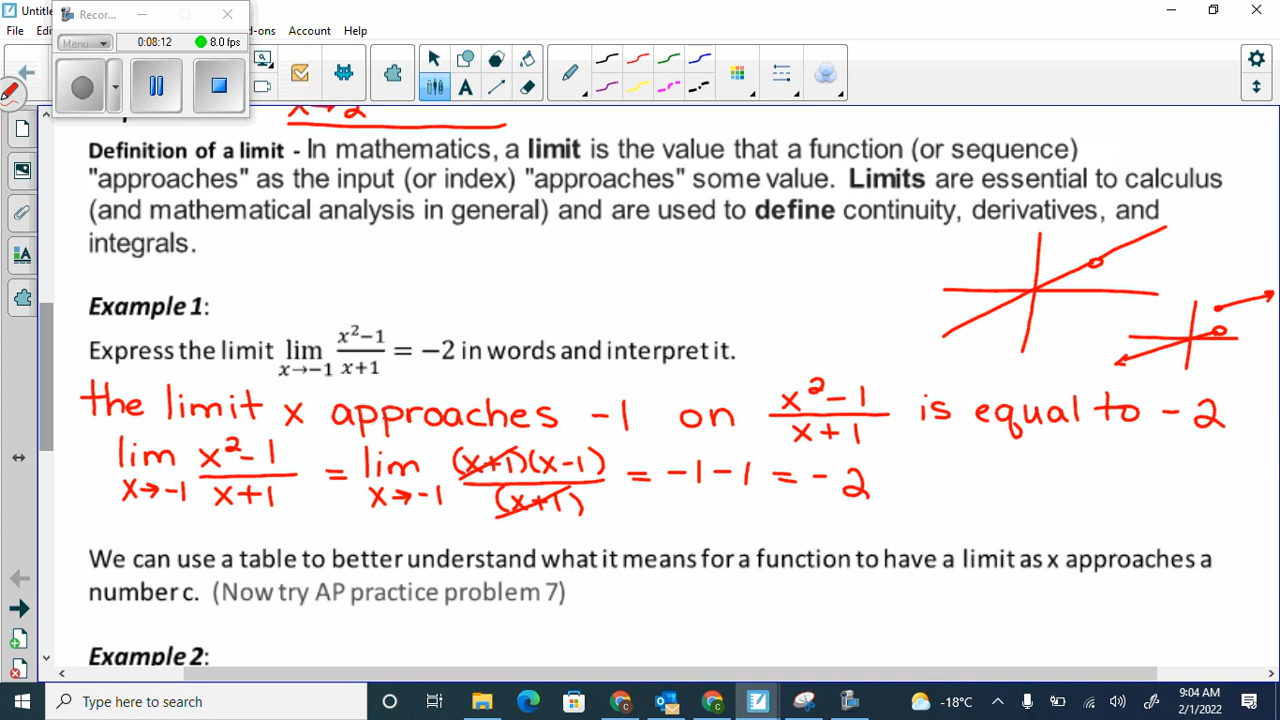 Untitle
Recor...
File Ed d-ons Account Help
Menu 0:08:12 8.0 fps
x→2
Definition of a limit - In mathematics, a limit is the value that a function (or sequence)
"approaches" as the input (or index) "approaches" some value. Limits are essential to calculus
(and mathematical analysis in general) and are used to define continuity, derivatives, and
integrals.
Example 1:
Express the limit lim x→-1 x²-1/x+1 = -2 in words and interpret it.
the limit x approaches -1 on x²-1/x+1 is equal to -2
lim x→-1 x²-1/x+1 = lim x→-1 (x+1)(x-1)/(x+1) = -1-1 = -2
We can use a table to better understand what it means for a function to have a limit as x approaches a
number c. (Now try AP practice problem 7)
Example 2:
Type here to search
-18°C
9:04 AM
2/1/2022